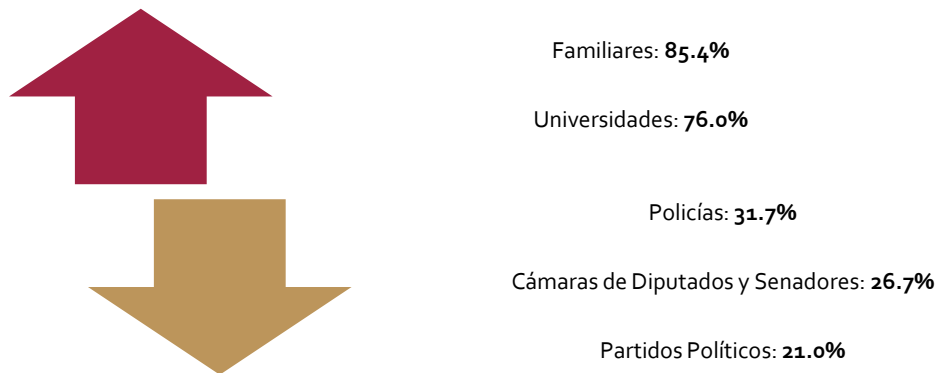 Familiares: 85.4%
Universidades: 76.0%
Policías: 31.7%
Cámaras de Diputados y Senadores: 26.7%
Partidos Políticos: 21.0%